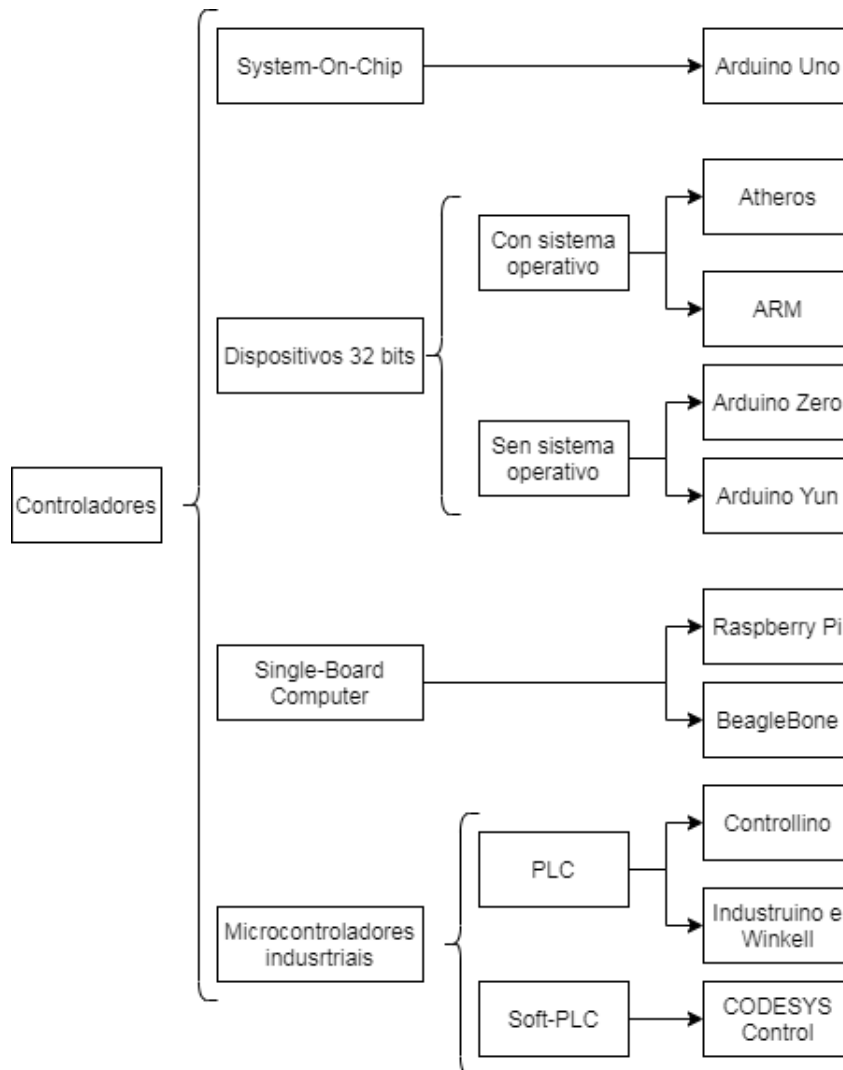 System-On-Chip
Arduino Uno
Atheros
Con sistema
operativo
ARM
Dispositivos 32 bits
Arduino Zero
Sen sistema
operativo
Arduino Yun
Controladores
Raspberry Pi
Single-Board
Computer
BeagleBone
Controllino
PLC
Industruino e
Winkell
Microcontroladores
indusrtriais
Soft-PLC
CODESYS
Control